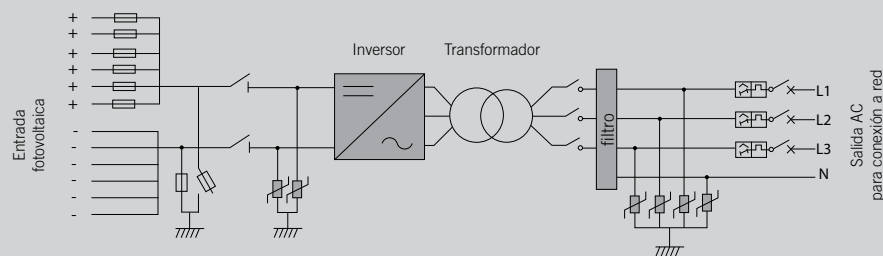 Entrada
fotovoltaica
+
+
+
+
+
+
-
-
-
-
-
-
Inversor
Transformador
filtro
L1
L2
L3
N
Salida AC
para conexión a red